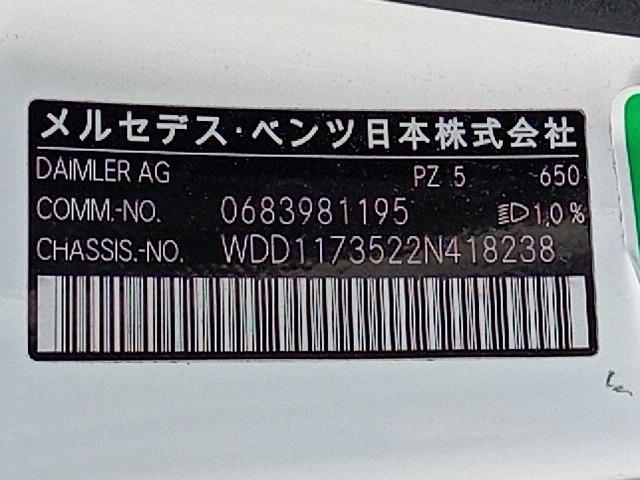 メルセデス・ベンツ日本株式会社
DAIMLER AG PZ 5 650
COMM.-NO. 0683981195 1,0%
CHASSIS.-NO. WDD1173522N418238